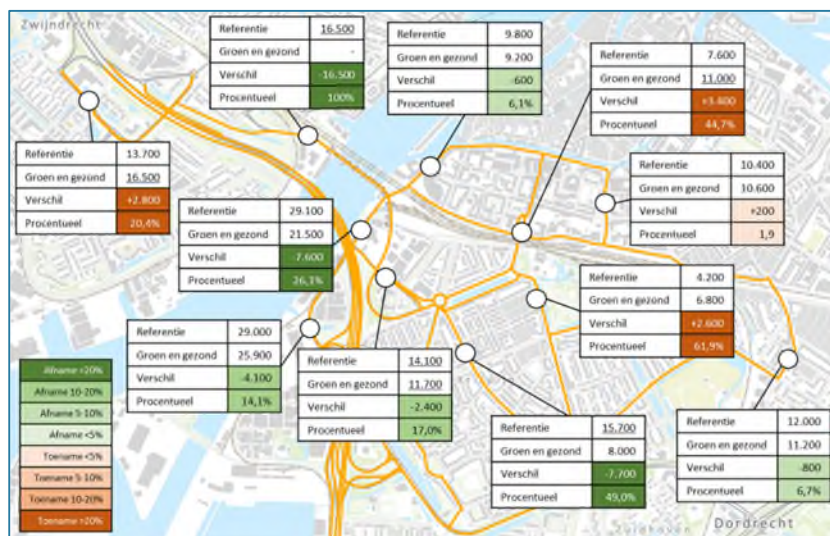 Zwijndrecht
Referentie 16.500
Groen en gezond -
Verschil -16.500
Procentueel 100%
Referentie 9.800
Groen en gezond 9.200
Verschil -600
Procentueel 6,1%
Referentie 7.600
Groen en gezond 11.000
Verschil +3.400
Procentueel 44,7%
Referentie 13.700
Groen en gezond 16.500
Verschil +2.800
Procentueel 20,4%
Referentie 10.400
Groen en gezond 10.600
Verschil +200
Procentueel 1,9
Referentie 29.100
Groen en gezond 21.500
Verschil -7.600
Procentueel 26,1%
Referentie 4.200
Groen en gezond 6.800
Verschil +2.600
Procentueel 61,9%
Referentie 29.000
Groen en gezond 25.900
Verschil -4.100
Procentueel 14,1%
Referentie 14.100
Groen en gezond 11.700
Verschil -2.400
Procentueel 17,0%
Referentie 15.700
Groen en gezond 8.000
Verschil -7.700
Procentueel 49,0%
Referentie 12.000
Groen en gezond 11.200
Verschil -800
Procentueel 6,7%
Afname >20%
Afname 10-20%
Afname 5-10%
Afname <5%
Toename <5%
Toename 5-10%
Toename 10-20%
Toename >20%
Zuidhoven
Dordrecht